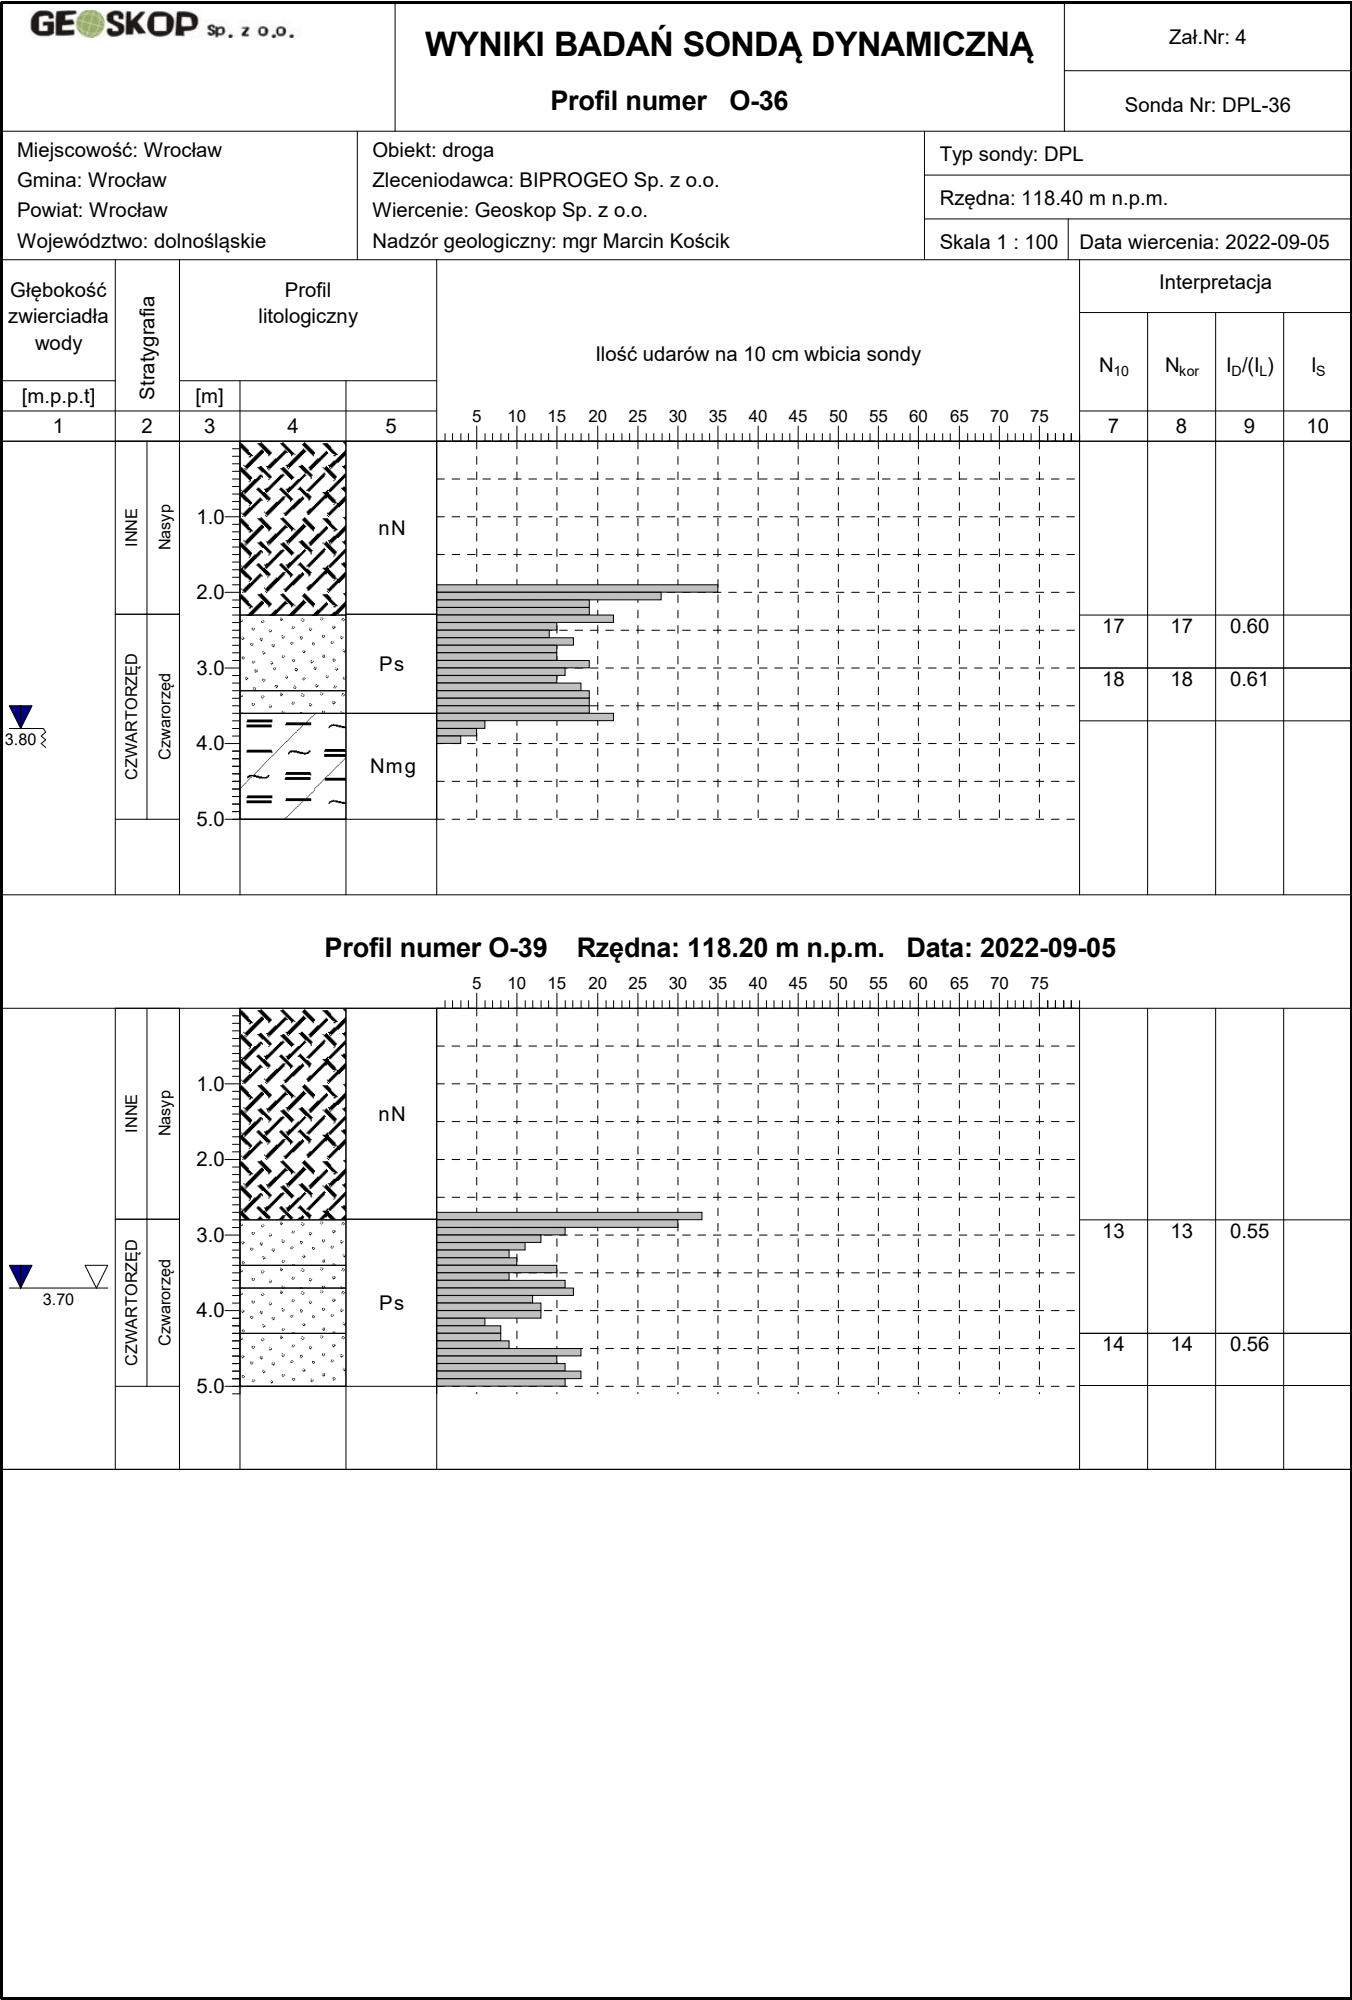 GEOSKOP Sp. z o.o.
WYNIKI BADAŃ SONDĄ DYNAMICZNĄ
Profil numer O-36
Zał.Nr: 4
Sonda Nr: DPL-36
Miejscowość: Wrocław
Gmina: Wrocław
Powiat: Wrocław
Województwo: dolnośląskie
Obiekt: droga
Zleceniodawca: BIPROGEO Sp. z o.o.
Wiercenie: Geoskop Sp. z o.o.
Nadzór geologiczny: mgr Marcin Kościk
Typ sondy: DPL
Rzędna: 118.40 m n.p.m.
Skala 1 : 100
Data wiercenia: 2022-09-05
Głębokość
zwierciadła
wody
[m.p.p.t]
Stratygrafia
Profil
litologiczny
[m]
Ilość udarów na 10 cm wbicia sondy
Interpretacja
N10 Nkor ID/(IL) IS
5 10 15 20 25 30 35 40 45 50 55 60 65 70 75
1 2 3 4 5 7 8 9 10
INNE
Nasyp
1.0
nN
2.0
17 17 0.60
CZWARTORZĘD
Czwarorzęd
3.0
Ps
18 18 0.61
3.80
4.0
Nmg
5.0
Profil numer O-39 Rzędna: 118.20 m n.p.m. Data: 2022-09-05
5 10 15 20 25 30 35 40 45 50 55 60 65 70 75
INNE
Nasyp
1.0
nN
2.0
3.0
13 13 0.55
CZWARTORZĘD
Czwarorzęd
3.70
Ps
4.0
14 14 0.56
5.0